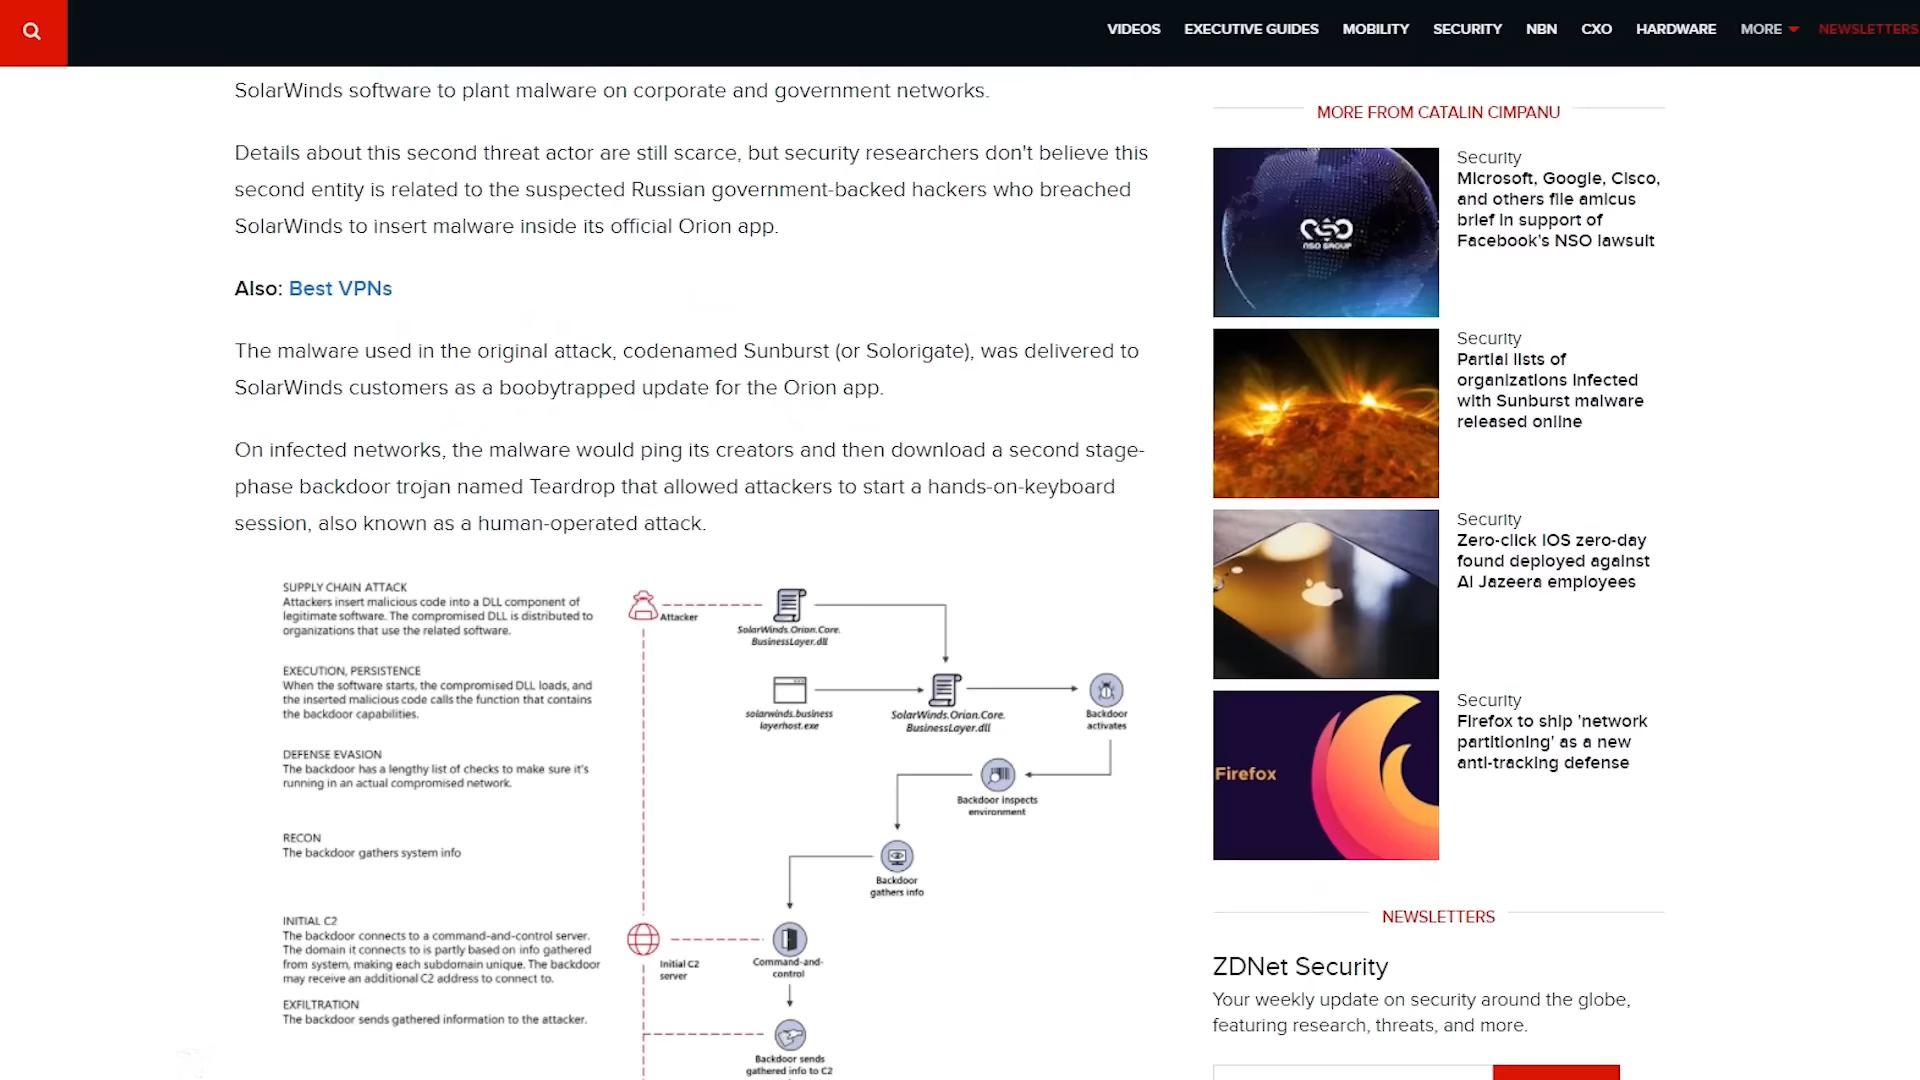 VIDEOS EXECUTIVE GUIDES MOBILITY SECURITY NBN CXO HARDWARE MORE NEWSLETTERS
SolarWinds software to plant malware on corporate and government networks.
Details about this second threat actor are still scarce, but security researchers don't believe this
second entity is related to the suspected Russian government-backed hackers who breached
SolarWinds to insert malware inside its official Orion app.
Also: Best VPNs
The malware used in the original attack, codenamed Sunburst (or Solorigate), was delivered to
SolarWinds customers as a boobytrapped update for the Orion app.
On infected networks, the malware would ping its creators and then download a second stage-
phase backdoor trojan named Teardrop that allowed attackers to start a hands-on-keyboard
session, also known as a human-operated attack.
SUPPLY CHAIN ATTACK
Attackers insert malicious code into a DLL component of
legitimate software. The compromised DLL is distributed to
organizations that use the related software.
EXECUTION, PERSISTENCE
When the software starts, the compromised DLL loads, and
the inserted malicious code calls the function that contains
the backdoor capabilities.
DEFENSE EVASION
The backdoor has a lengthy list of checks to make sure it's
running in an actual compromised network.
RECON
The backdoor gathers system info
INITIAL C2
The backdoor connects to a command-and-control server.
The domain it connects to is partly based on info gathered
from system, making each subdomain unique. The backdoor
may receive an additional C2 address to connect to.
EXFILTRATION
The backdoor sends gathered information to the attacker.
Attacker
SolarWinds.Orion.Core.
BusinessLayer.dll
solarwinds.business
layerhost.exe
SolarWinds.Orion.Core.
BusinessLayer.dll
Backdoor
activates
Backdoor inspects
environment
Backdoor
gathers info
Initial C2
server
Command-and-
control
Backdoor sends
gathered info to C2
MORE FROM CATALIN CIMPANU
NSO GROUP
Security
Microsoft, Google, Cisco,
and others file amicus
brief in support of
Facebook's NSO lawsuit
Security
Partial lists of
organizations infected
with Sunburst malware
released online
Security
Zero-click iOS zero-day
found deployed against
Al Jazeera employees
Firefox
Security
Firefox to ship 'network
partitioning' as a new
anti-tracking defense
NEWSLETTERS
ZDNet Security
Your weekly update on security around the globe,
featuring research, threats, and more.